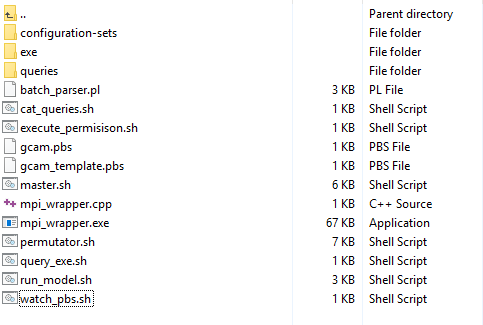 .. Parent directory
configuration-sets File folder
exe File folder
queries File folder
batch_parser.pl 3 KB PL File
cat_queries.sh 1 KB Shell Script
execute_permisison.sh 1 KB Shell Script
gcam.pbs 1 KB PBS File
gcam_template.pbs 1 KB PBS File
master.sh 6 KB Shell Script
mpi_wrapper.cpp 1 KB C++ Source
mpi_wrapper.exe 67 KB Application
permutator.sh 7 KB Shell Script
query_exe.sh 1 KB Shell Script
run_model.sh 3 KB Shell Script
watch_pbs.sh 1 KB Shell Script